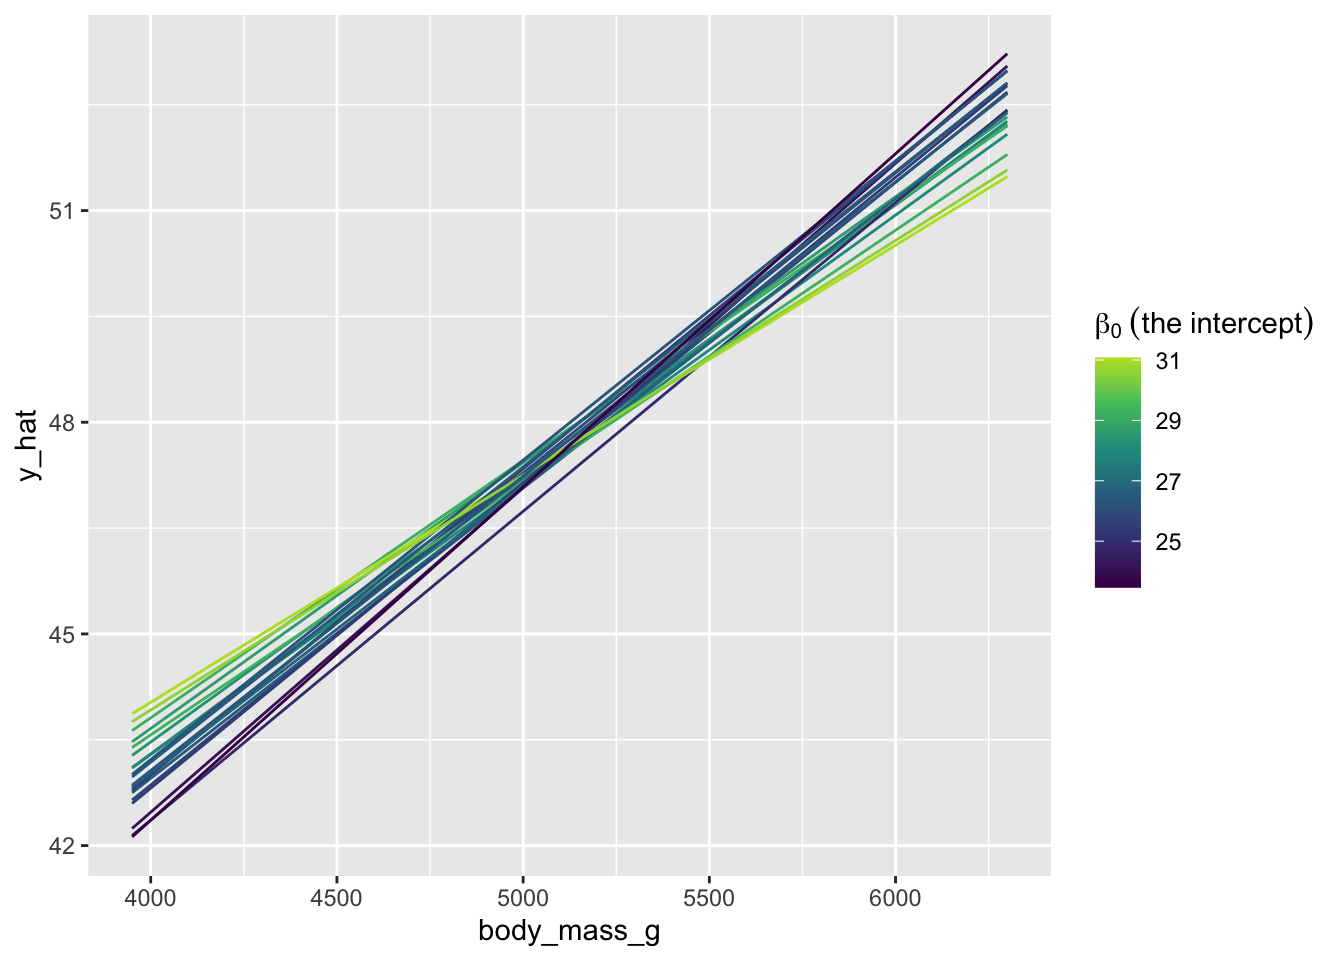 51
48
45
42
y_hat
4000 4500 5000 5500 6000
body_mass_g
β₀ (the intercept)
31
29
27
25